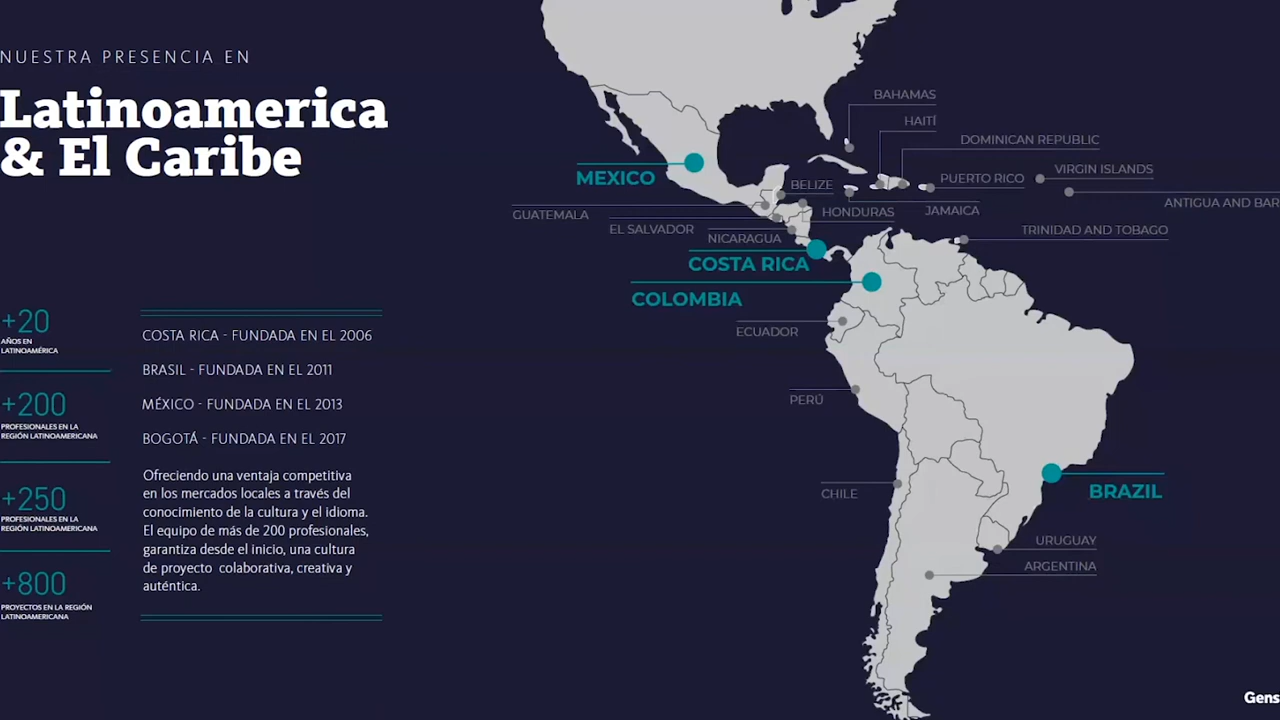 NUESTRA PRESENCIA EN
Latinoamerica
& El Caribe
+20
AÑOS EN
LATINOAMÉRICA
+200
PROFESIONALES EN LA
REGIÓN LATINOAMERICANA
+250
PROFESIONALES EN LA
REGIÓN LATINOAMERICANA
+800
PROYECTOS EN LA REGIÓN
LATINOAMERICANA
COSTA RICA - FUNDADA EN EL 2006
BRASIL - FUNDADA EN EL 2011
MÉXICO - FUNDADA EN EL 2013
BOGOTÁ - FUNDADA EN EL 2017
Ofreciendo una ventaja competitiva
en los mercados locales a través del
conocimiento de la cultura y el idioma.
El equipo de más de 200 profesionales,
garantiza desde el inicio, una cultura
de proyecto colaborativa, creativa y
auténtica.
BAHAMAS
HAITÍ
DOMINICAN REPUBLIC
VIRGIN ISLANDS
PUERTO RICO
ANTIGUA AND BAR
MEXICO
BELIZE
GUATEMALA
HONDURAS
JAMAICA
EL SALVADOR
NICARAGUA
TRINIDAD AND TOBAGO
COSTA RICA
COLOMBIA
ECUADOR
PERÚ
CHILE
BRAZIL
URUGUAY
ARGENTINA
Gens